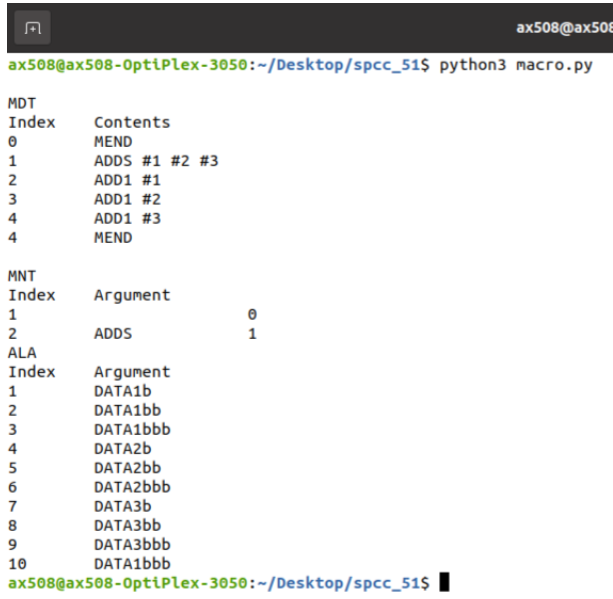 ax508@ax508
ax508@ax508-OptiPlex-3050:~/Desktop/spcc_51$ python3 macro.py
MDT
Index Contents
0 MEND
1 ADDS #1 #2 #3
2 ADD1 #1
3 ADD1 #2
4 ADD1 #3
4 MEND
MNT
Index Argument
1 0
2 ADDS 1
ALA
Index Argument
1 DATA1b
2 DATA1bb
3 DATA1bbb
4 DATA2b
5 DATA2bb
6 DATA2bbb
7 DATA3b
8 DATA3bb
9 DATA3bbb
10 DATA1bbb
ax508@ax508-OptiPlex-3050:~/Desktop/spcc_51$